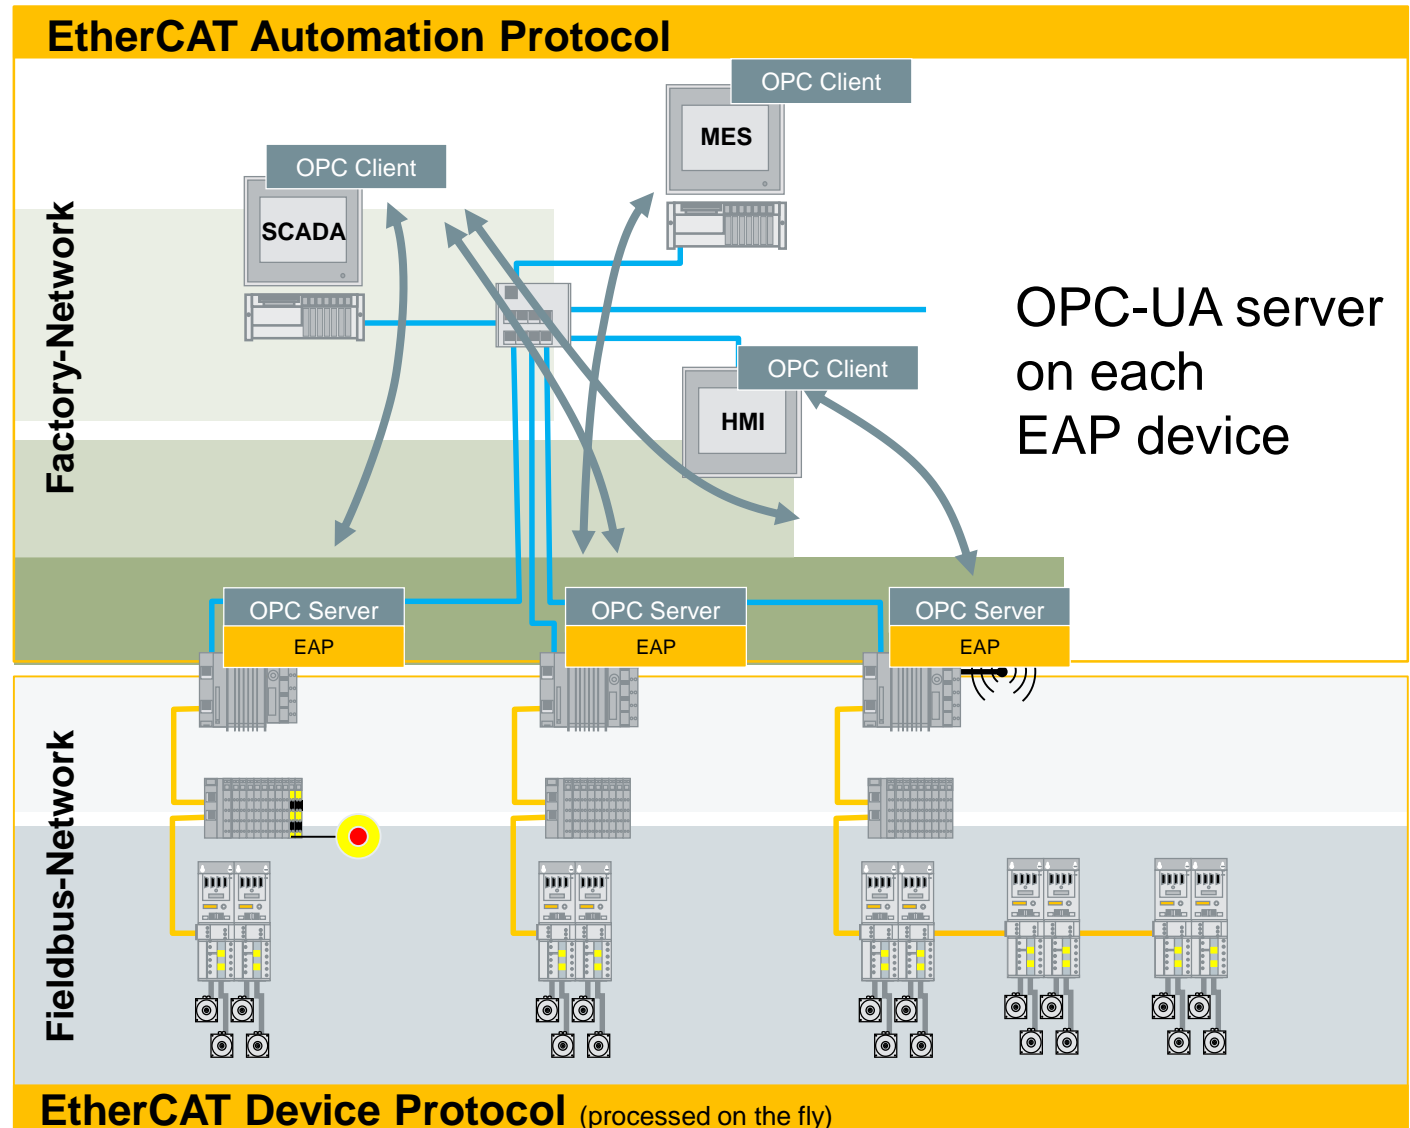 EtherCAT Automation Protocol
OPC Client
MES
OPC Client
SCADA
Factory-Network
OPC-UA server
on each
EAP device
OPC Client
HMI
OPC Server
EAP
OPC Server
EAP
OPC Server
EAP
Fieldbus-Network
EtherCAT Device Protocol (processed on the fly)